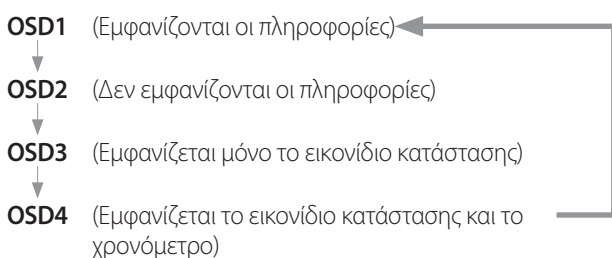 OSD1 (Εμφανίζονται οι πληροφορίες)
OSD2 (Δεν εμφανίζονται οι πληροφορίες)
OSD3 (Εμφανίζεται μόνο το εικονίδιο κατάστασης)
OSD4 (Εμφανίζεται το εικονίδιο κατάστασης και το
χρονόμετρο)